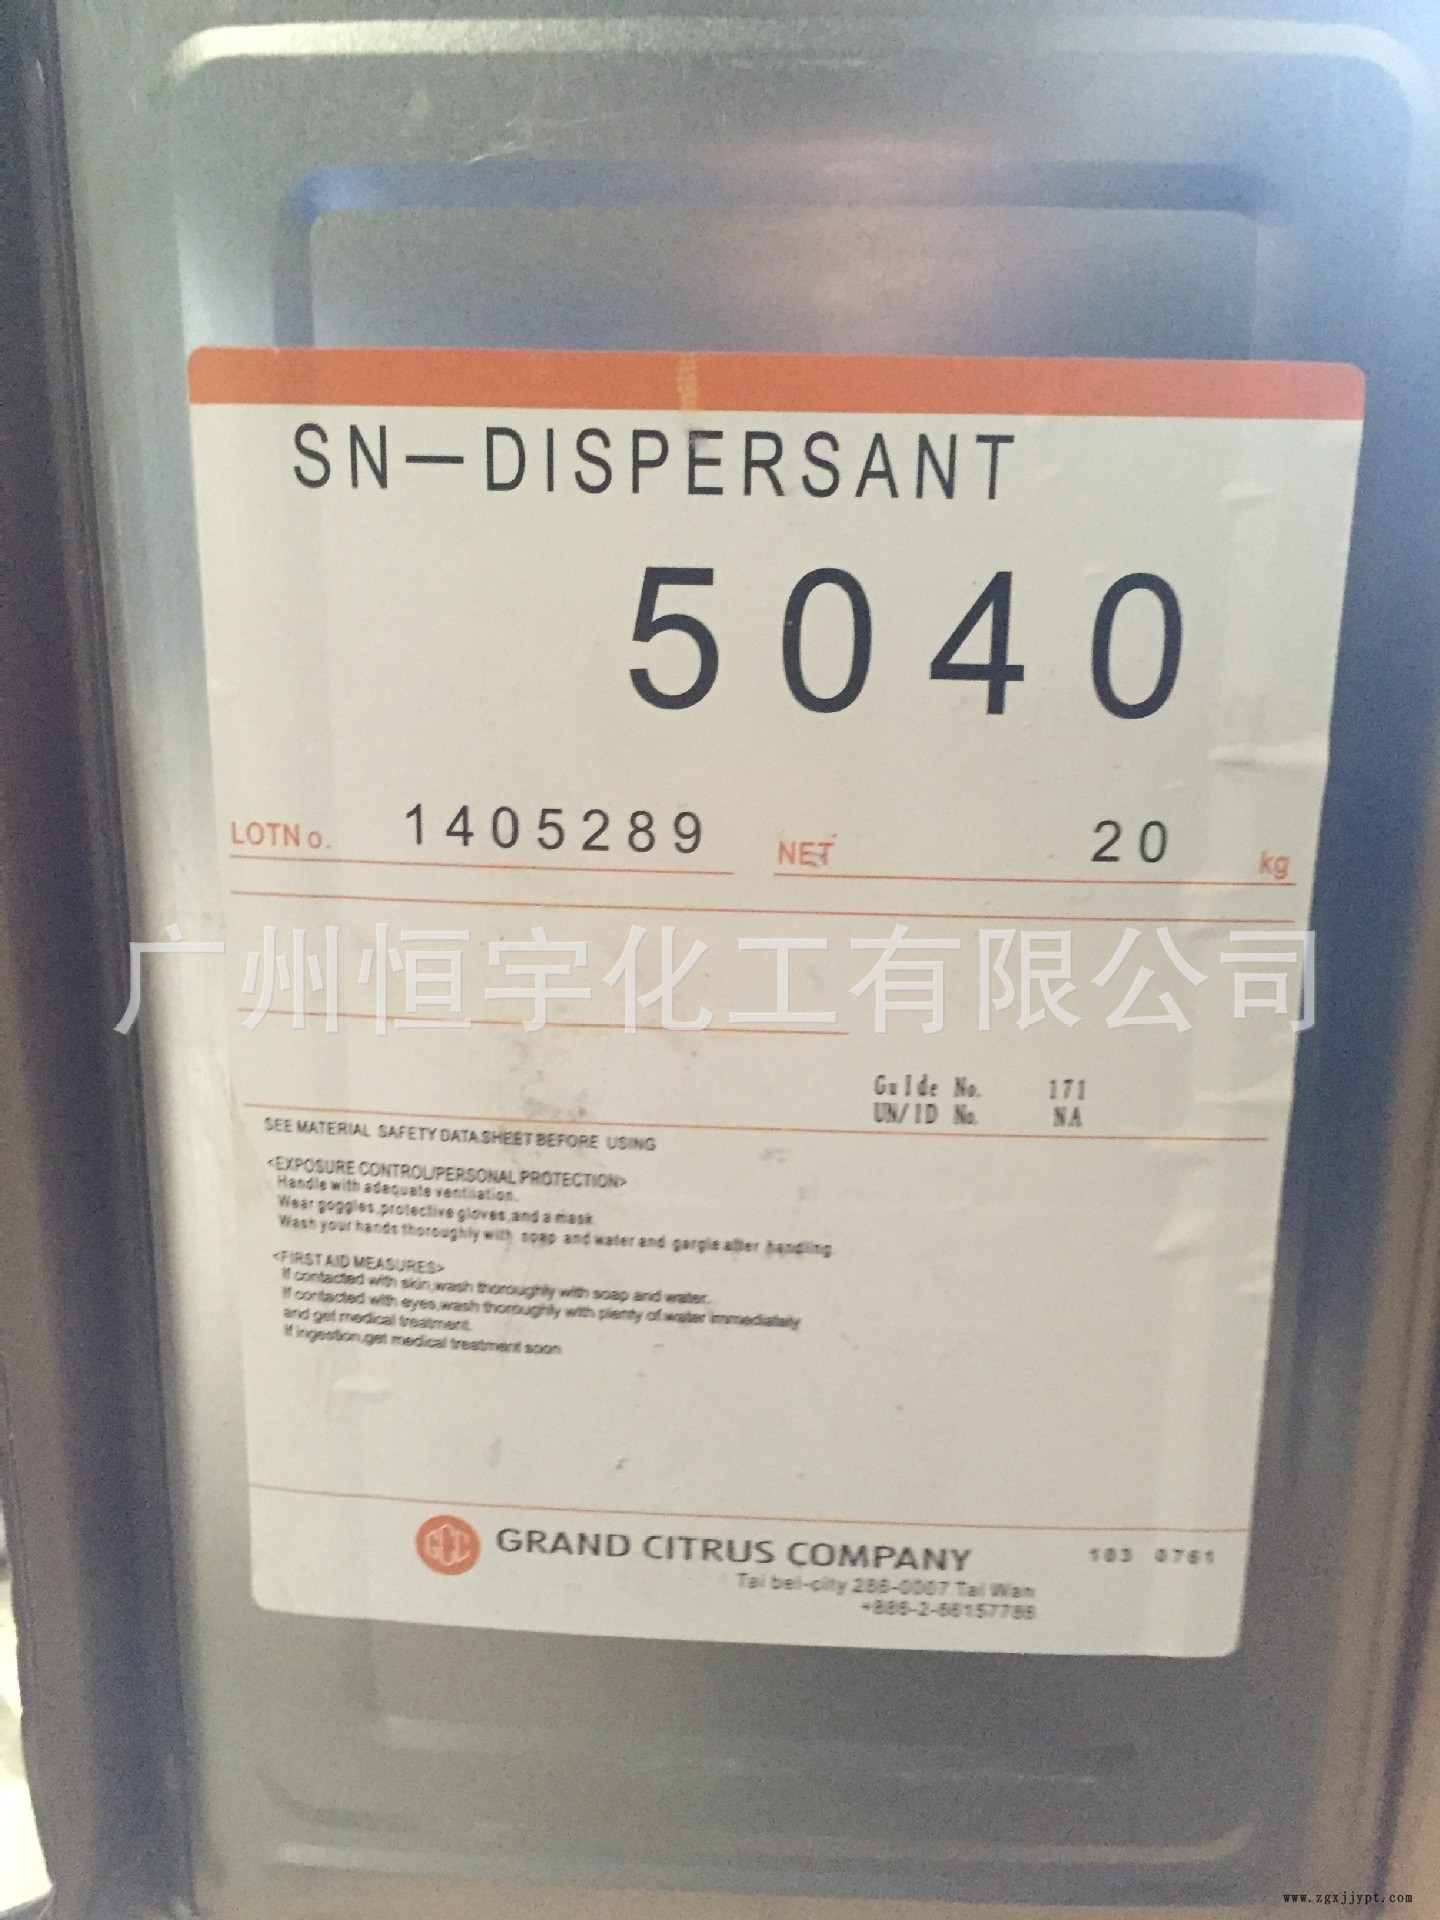 SN-DISPERSANT
5040
LOTNo. 1405289 NET 20 kg
广州恒宇化工有限公司
Guide No. 171
UN/ID No. NA
SEE MATERIAL SAFETY DATA SHEET BEFORE USING
<EXPOSURE CONTROL/PERSONAL PROTECTION>
Handle with adequate ventilation.
Wear goggles,protective gloves,and a mask.
Wash your hands thoroughly with soap and water and gargle after handling.
<FIRST AID MEASURES>
If contacted with skin,wash thoroughly with soap and water.
If contacted with eyes,wash thoroughly with plenty of water immediately
and get medical treatment.
If ingestion,get medical treatment soon
GCC GRAND CITRUS COMPANY 103 0761
Tai bei-city 286-0007 Tai Wan
+886-2-66157786
www.zgxjjypt.com